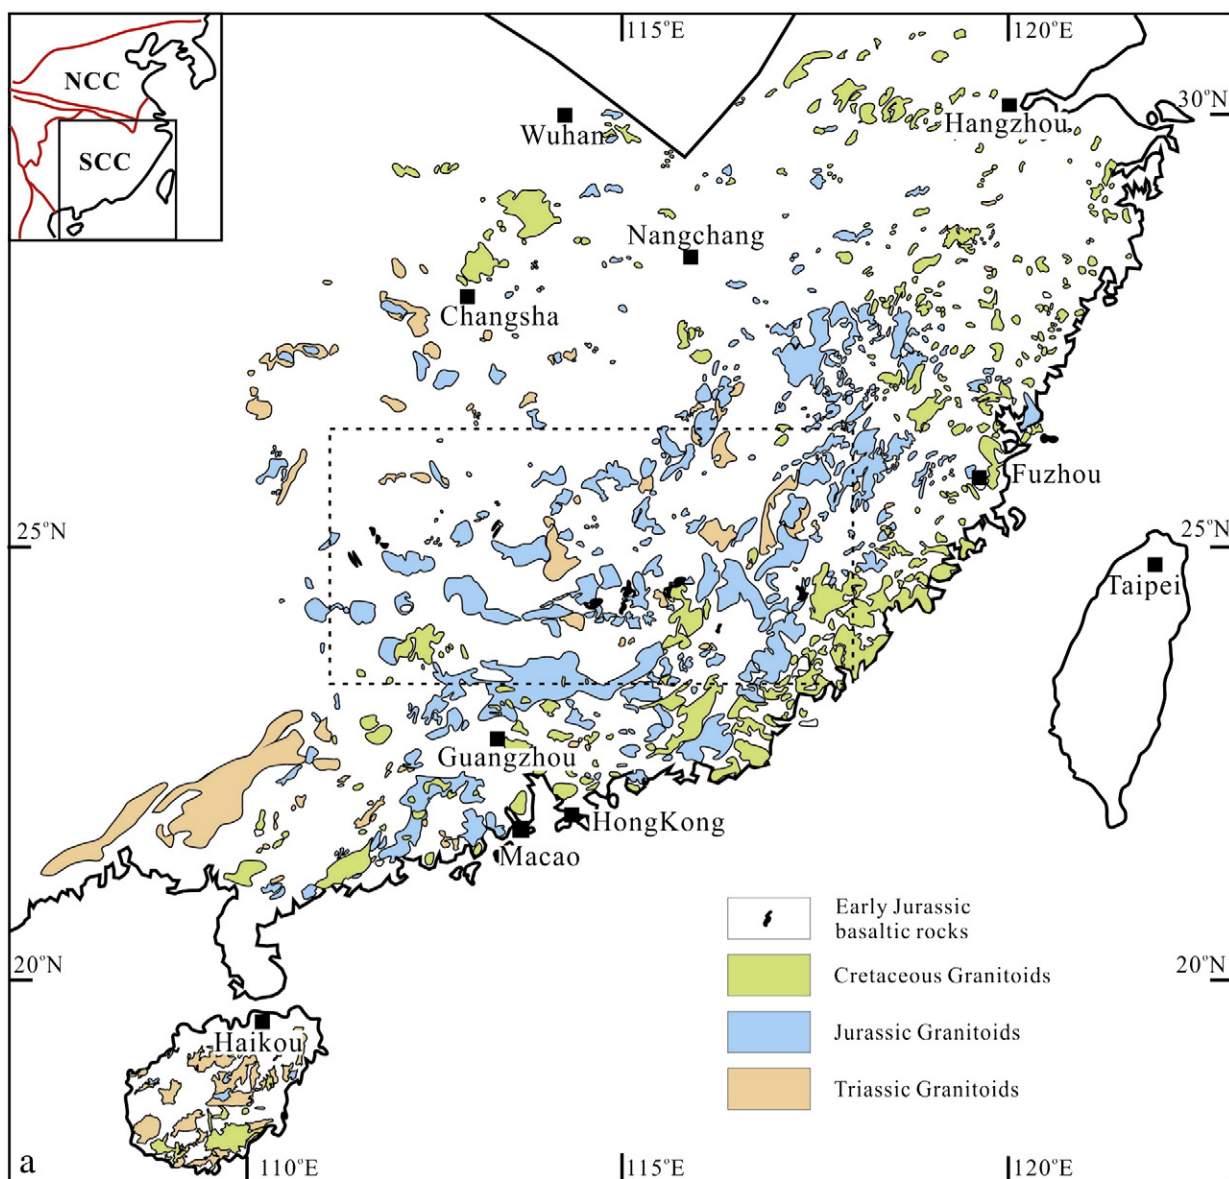 115°E
120°E
NCC
SCC
Wuhan
Hangzhou
30°N
Nangchang
Changsha
Fuzhou
25°N
25°N
Taipei
Guangzhou
HongKong
Macao
Early Jurassic
basaltic rocks
Cretaceous Granitoids
20°N
20°N
Jurassic Granitoids
Haikou
Triassic Granitoids
a
110°E
115°E
120°E